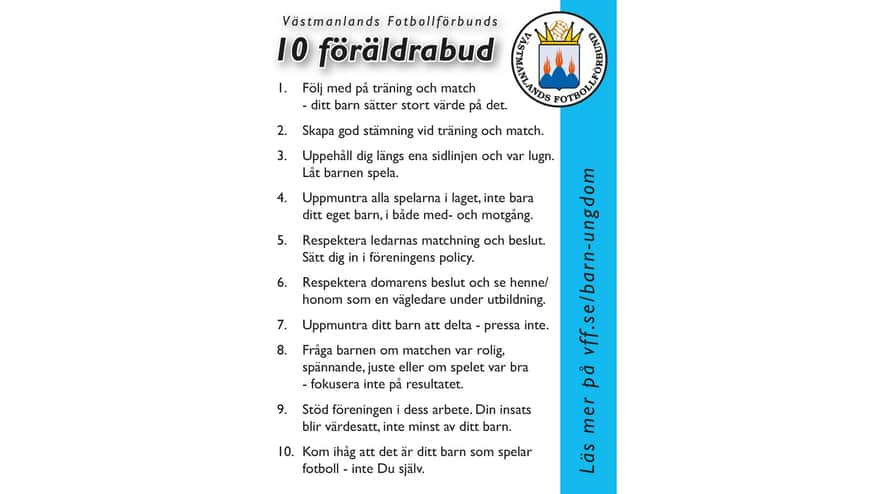 Västmanlands Fotbollförbunds
10 föräldrabud
VÄSTMANLANDS FOTBOLLFÖRBUND
1. Följ med på träning och match
- ditt barn sätter stort värde på det.
2. Skapa god stämning vid träning och match.
3. Uppehåll dig längs ena sidlinjen och var lugn.
Låt barnen spela.
4. Uppmuntra alla spelarna i laget, inte bara
ditt eget barn, i både med- och motgång.
5. Respektera ledarnas matchning och beslut.
Sätt dig in i föreningens policy.
6. Respektera domarens beslut och se henne/
honom som en vägledare under utbildning.
7. Uppmuntra ditt barn att delta - pressa inte.
8. Fråga barnen om matchen var rolig,
spännande, juste eller om spelet var bra
- fokusera inte på resultatet.
9. Stöd föreningen i dess arbete. Din insats
blir värdesatt, inte minst av ditt barn.
10. Kom ihåg att det är ditt barn som spelar
fotboll - inte Du själv.
Läs mer på vff.se/barn-ungdom